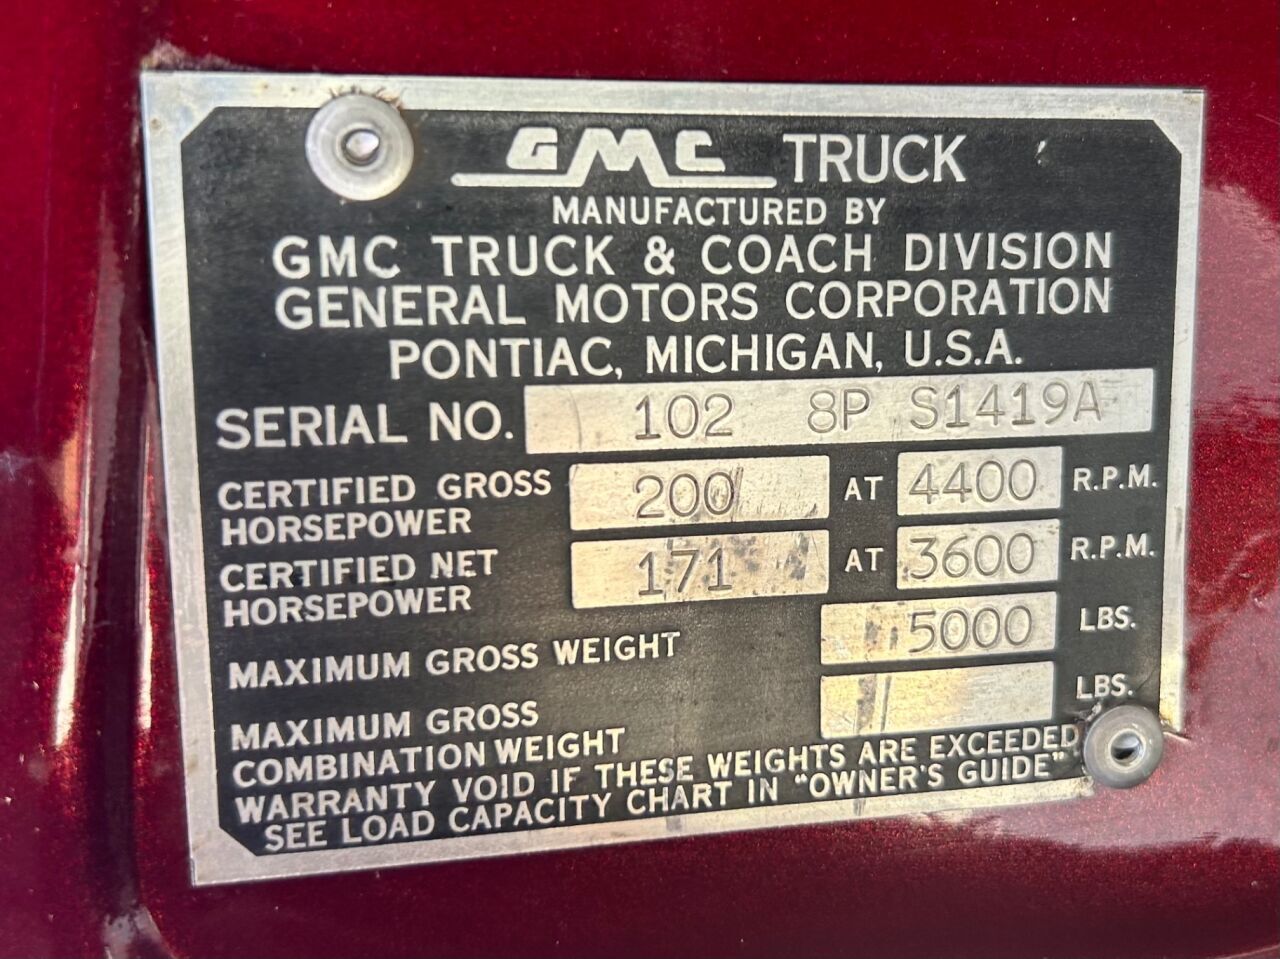 GMC TRUCK
MANUFACTURED BY
GMC TRUCK & COACH DIVISION
GENERAL MOTORS CORPORATION
PONTIAC, MICHIGAN, U.S.A.
SERIAL NO. 102 8P S1419A
CERTIFIED GROSS HORSEPOWER 200 AT 4400 R.P.M.
CERTIFIED NET HORSEPOWER 171 AT 3600 R.P.M.
MAXIMUM GROSS WEIGHT 5000 LBS.
MAXIMUM GROSS COMBINATION WEIGHT LBS.
WARRANTY VOID IF THESE WEIGHTS ARE EXCEEDED
SEE LOAD CAPACITY CHART IN "OWNER'S GUIDE"